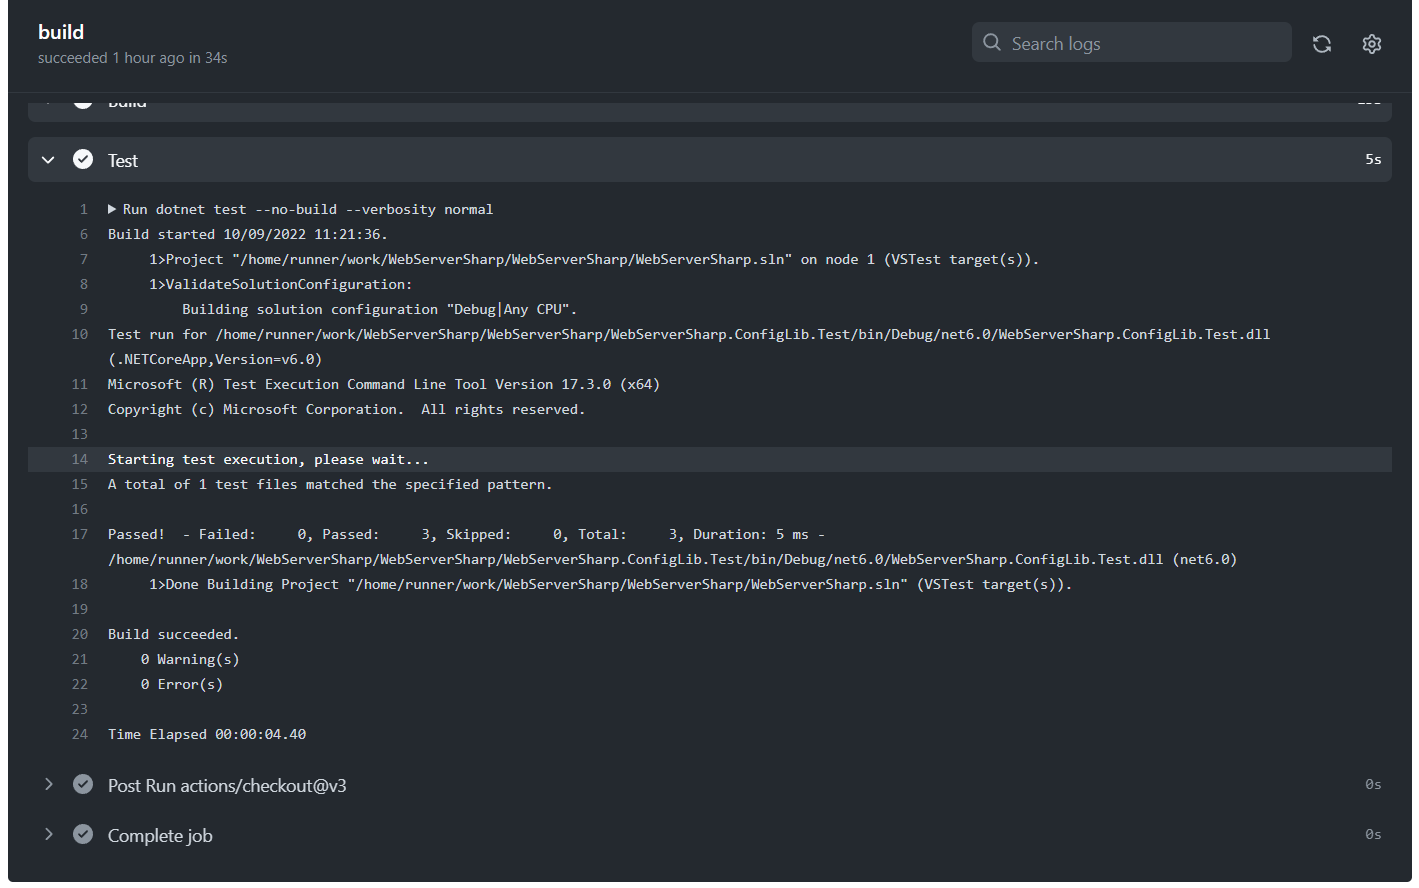 build
succeeded 1 hour ago in 34s
Search logs
Build
Test
5s
1 Run dotnet test --no-build --verbosity normal
6 Build started 10/09/2022 11:21:36.
7 1>Project "/home/runner/work/WebServerSharp/WebServerSharp/WebServerSharp.sln" on node 1 (VSTest target(s)).
8 1>ValidateSolutionConfiguration:
9 Building solution configuration "Debug|Any CPU".
10 Test run for /home/runner/work/WebServerSharp/WebServerSharp/WebServerSharp.ConfigLib.Test/bin/Debug/net6.0/WebServerSharp.ConfigLib.Test.dll
(.NETCoreApp,Version=v6.0)
11 Microsoft (R) Test Execution Command Line Tool Version 17.3.0 (x64)
12 Copyright (c) Microsoft Corporation.  All rights reserved.
13
14 Starting test execution, please wait...
15 A total of 1 test files matched the specified pattern.
16
17 Passed!  - Failed:     0, Passed:     3, Skipped:     0, Total:     3, Duration: 5 ms -
/home/runner/work/WebServerSharp/WebServerSharp/WebServerSharp.ConfigLib.Test/bin/Debug/net6.0/WebServerSharp.ConfigLib.Test.dll (net6.0)
18 1>Done Building Project "/home/runner/work/WebServerSharp/WebServerSharp/WebServerSharp.sln" (VSTest target(s)).
19
20 Build succeeded.
21 0 Warning(s)
22 0 Error(s)
23
24 Time Elapsed 00:00:04.40
Post Run actions/checkout@v3
0s
Complete job
0s